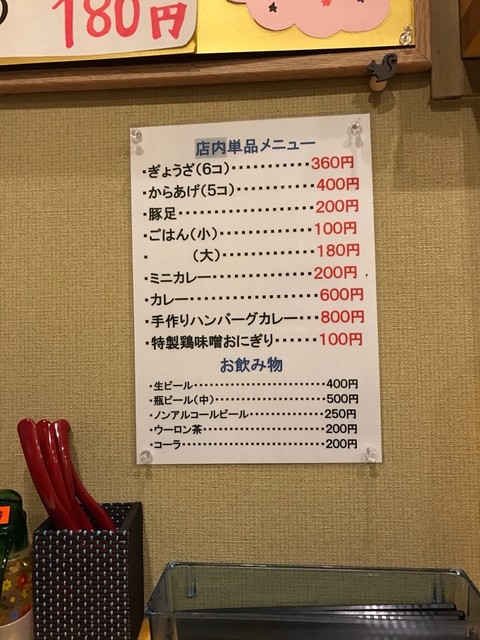 180円
店内単品メニュー
・ぎょうざ(6コ)・・・・・・・・・・・360円
・からあげ(5コ)・・・・・・・・・・・400円
・豚足・・・・・・・・・・・・・・・・・・200円
・ごはん(小)・・・・・・・・・・・・・100円
・　　　(大)・・・・・・・・・・・・・180円
・ミニカレー・・・・・・・・・・・・・・200円
・カレー・・・・・・・・・・・・・・・・・600円
・手作りハンバーグカレー・・・800円
・特製鶏味噌おにぎり・・・・・・100円
お飲み物
・生ビール・・・・・・・・・・・・・・・・・・・・・400円
・瓶ビール(中)・・・・・・・・・・・・・・・・・・500円
・ノンアルコールビール・・・・・・・・・・・・250円
・ウーロン茶・・・・・・・・・・・・・・・・・・・・200円
・コーラ・・・・・・・・・・・・・・・・・・・・・・・200円